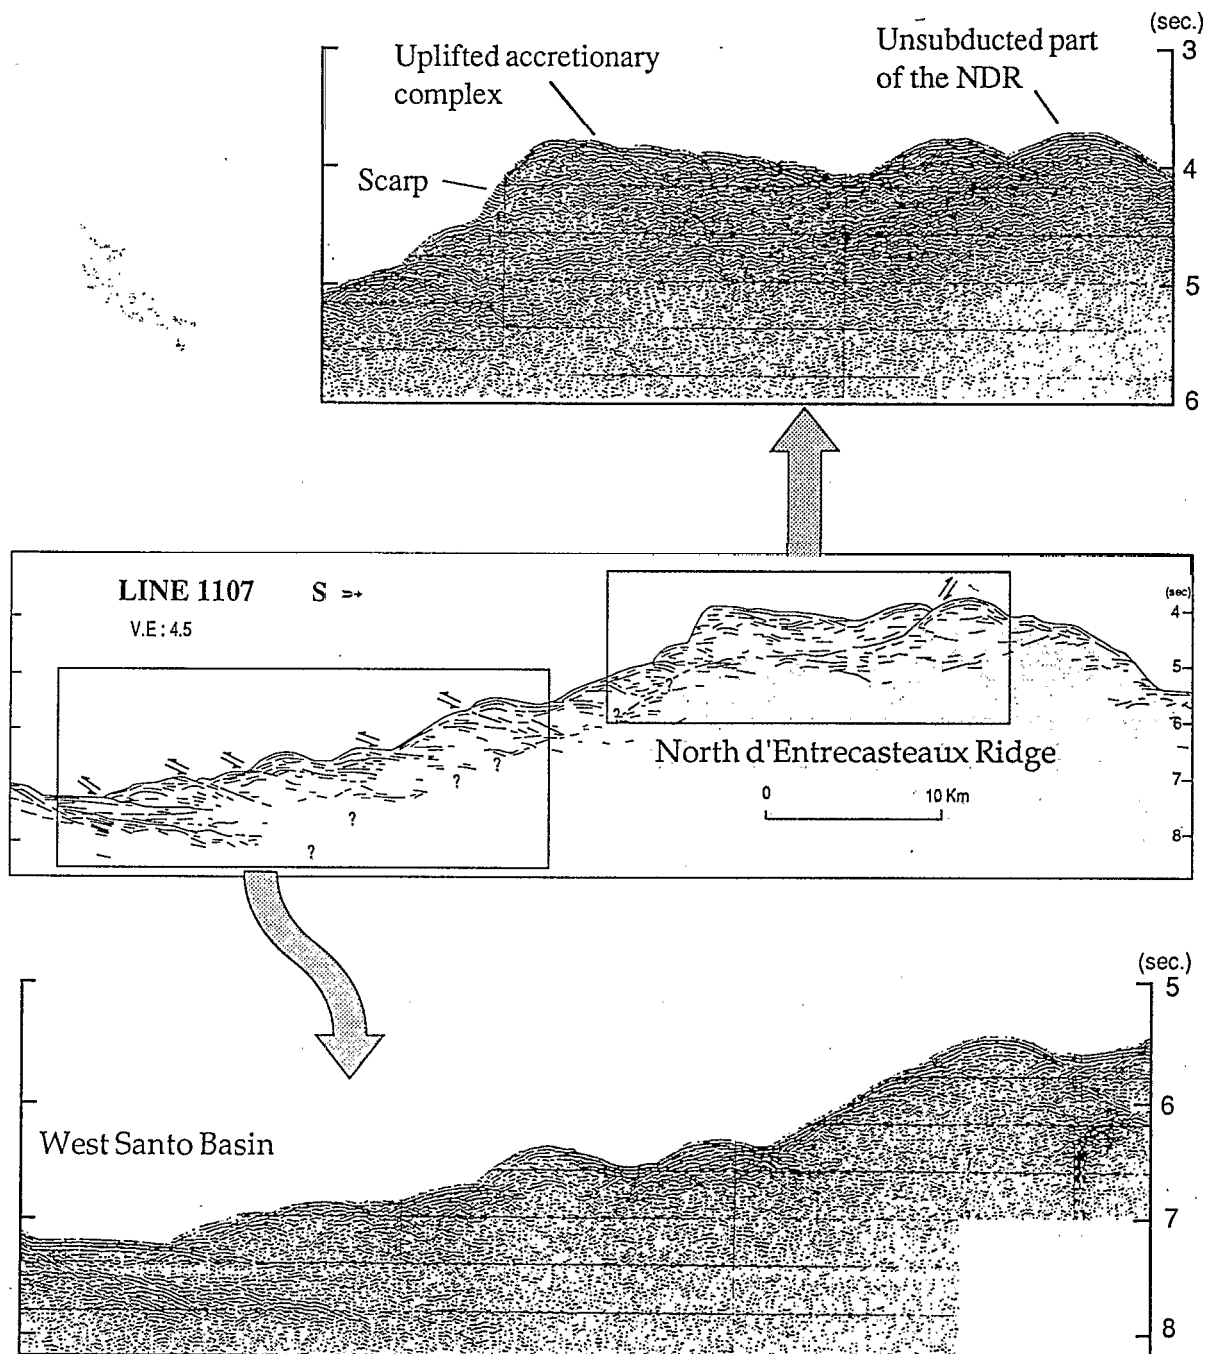 (sec.)
Uplifted accretionary
complex
Unsubducted part
of the NDR
Scarp
3
4
5
6
LINE 1107 S
V.E : 4.5
(sec)
4
5
6
7
8
?
?
?
?
?
?
North d'Entrecasteaux Ridge
0 10 Km
(sec.)
5
6
7
8
West Santo Basin